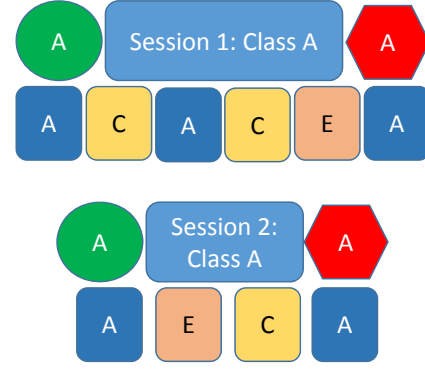 A Session 1: Class A A
A C A C E A
A Session 2: A
Class A
A E C A